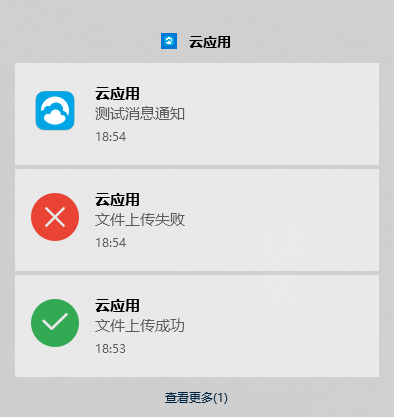 云应用
云应用
测试消息通知
18:54
云应用
文件上传失败
18:54
云应用
文件上传成功
18:53
查看更多(1)